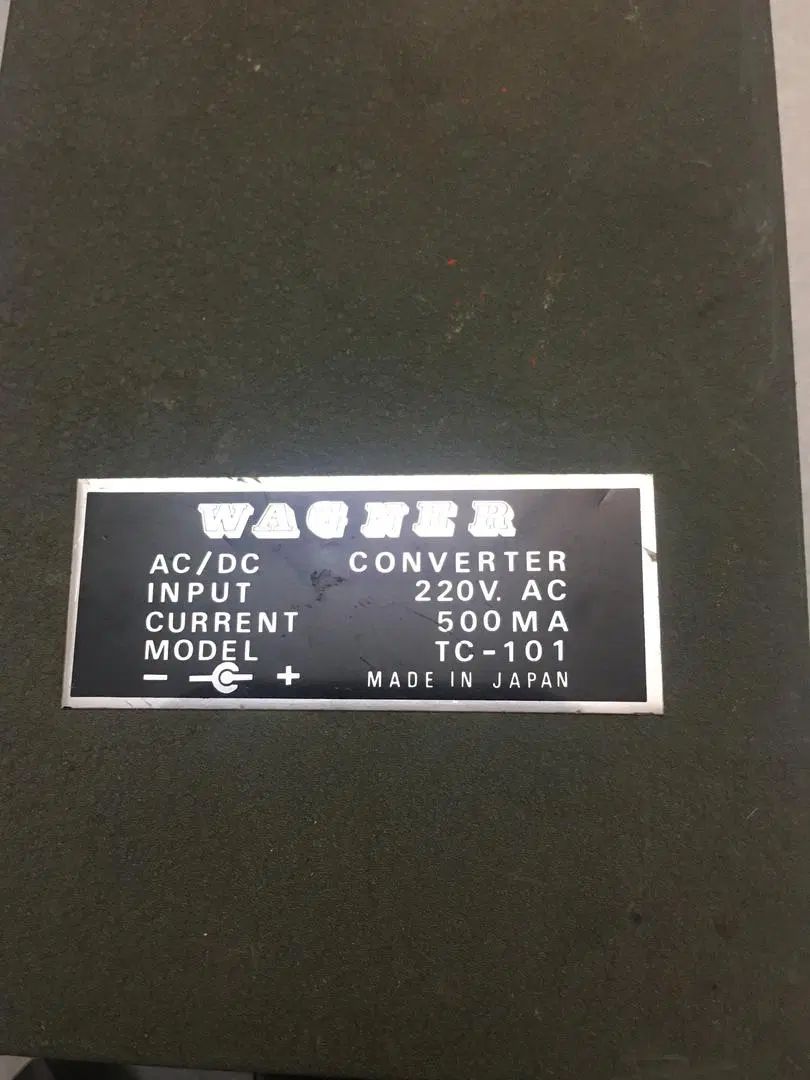 WAGNER
AC/DC CONVERTER
INPUT 220V. AC
CURRENT 500MA
MODEL TC-101
- + MADE IN JAPAN